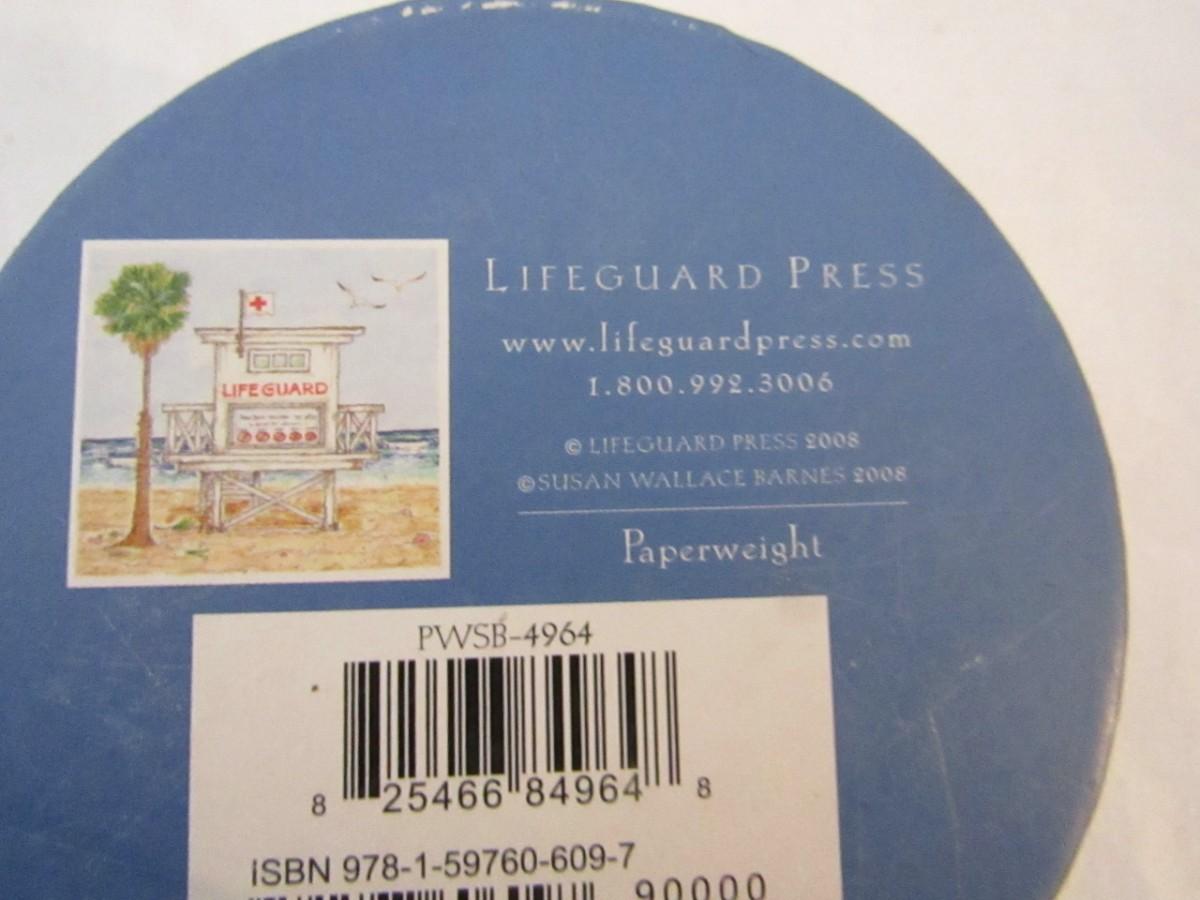 LIFEGUARD PRESS
www.lifeguardpress.com
1.800.992.3006
© LIFEGUARD PRESS 2008
©SUSAN WALLACE BARNES 2008
Paperweight
LIFEGUARD
PWSB-4964
8 25466 84964 8
ISBN 978-1-59760-609-7
90000